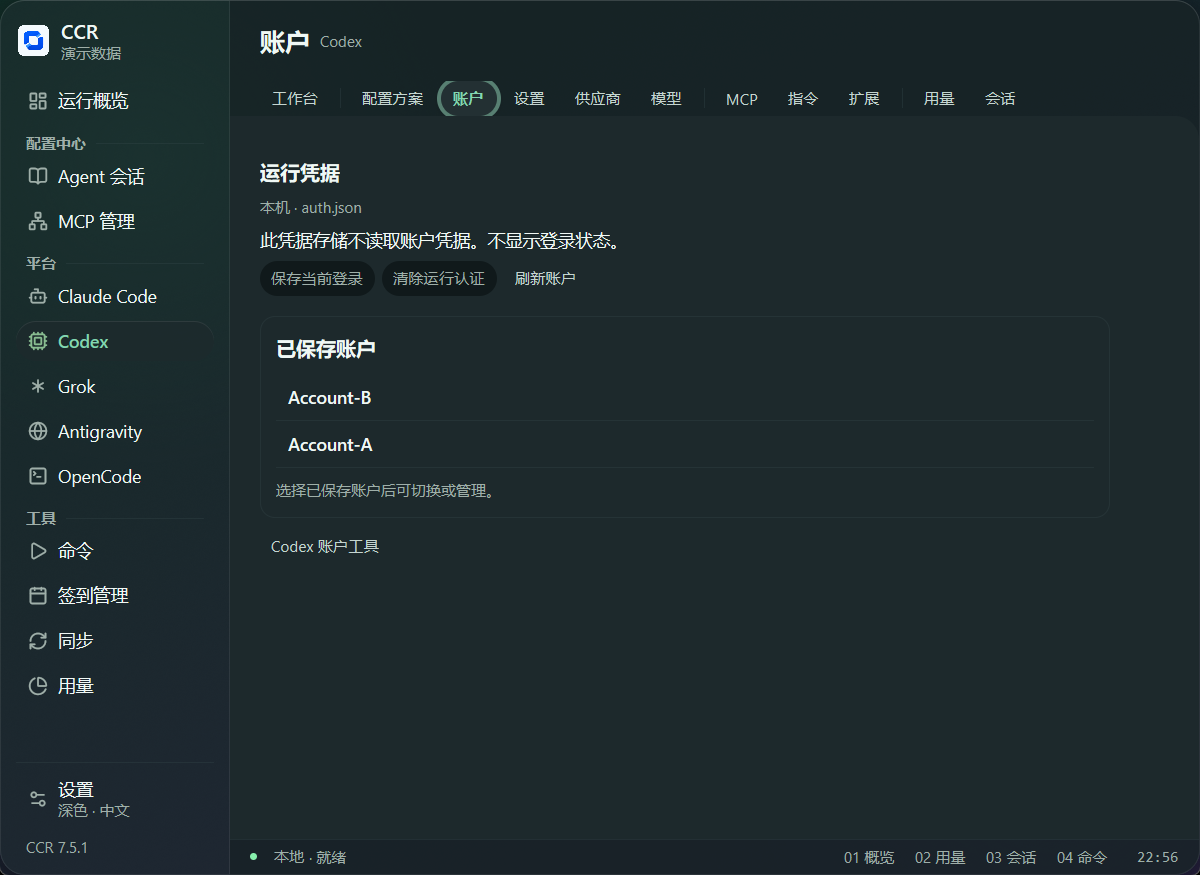 CCR
演示数据
运行概览
配置中心
Agent 会话
MCP 管理
平台
Claude Code
Codex
Grok
Antigravity
OpenCode
工具
命令
签到管理
同步
用量
设置
深色 · 中文
CCR 7.5.1
账户 Codex
工作台 配置方案 账户 设置 供应商 模型 MCP 指令 扩展 用量 会话
运行凭据
本机 · auth.json
此凭据存储不读取账户凭据。不显示登录状态。
保存当前登录 清除运行认证 刷新账户
已保存账户
Account-B
Account-A
选择已保存账户后可切换或管理。
Codex 账户工具
本地 · 就绪
01 概览 02 用量 03 会话 04 命令 22:56